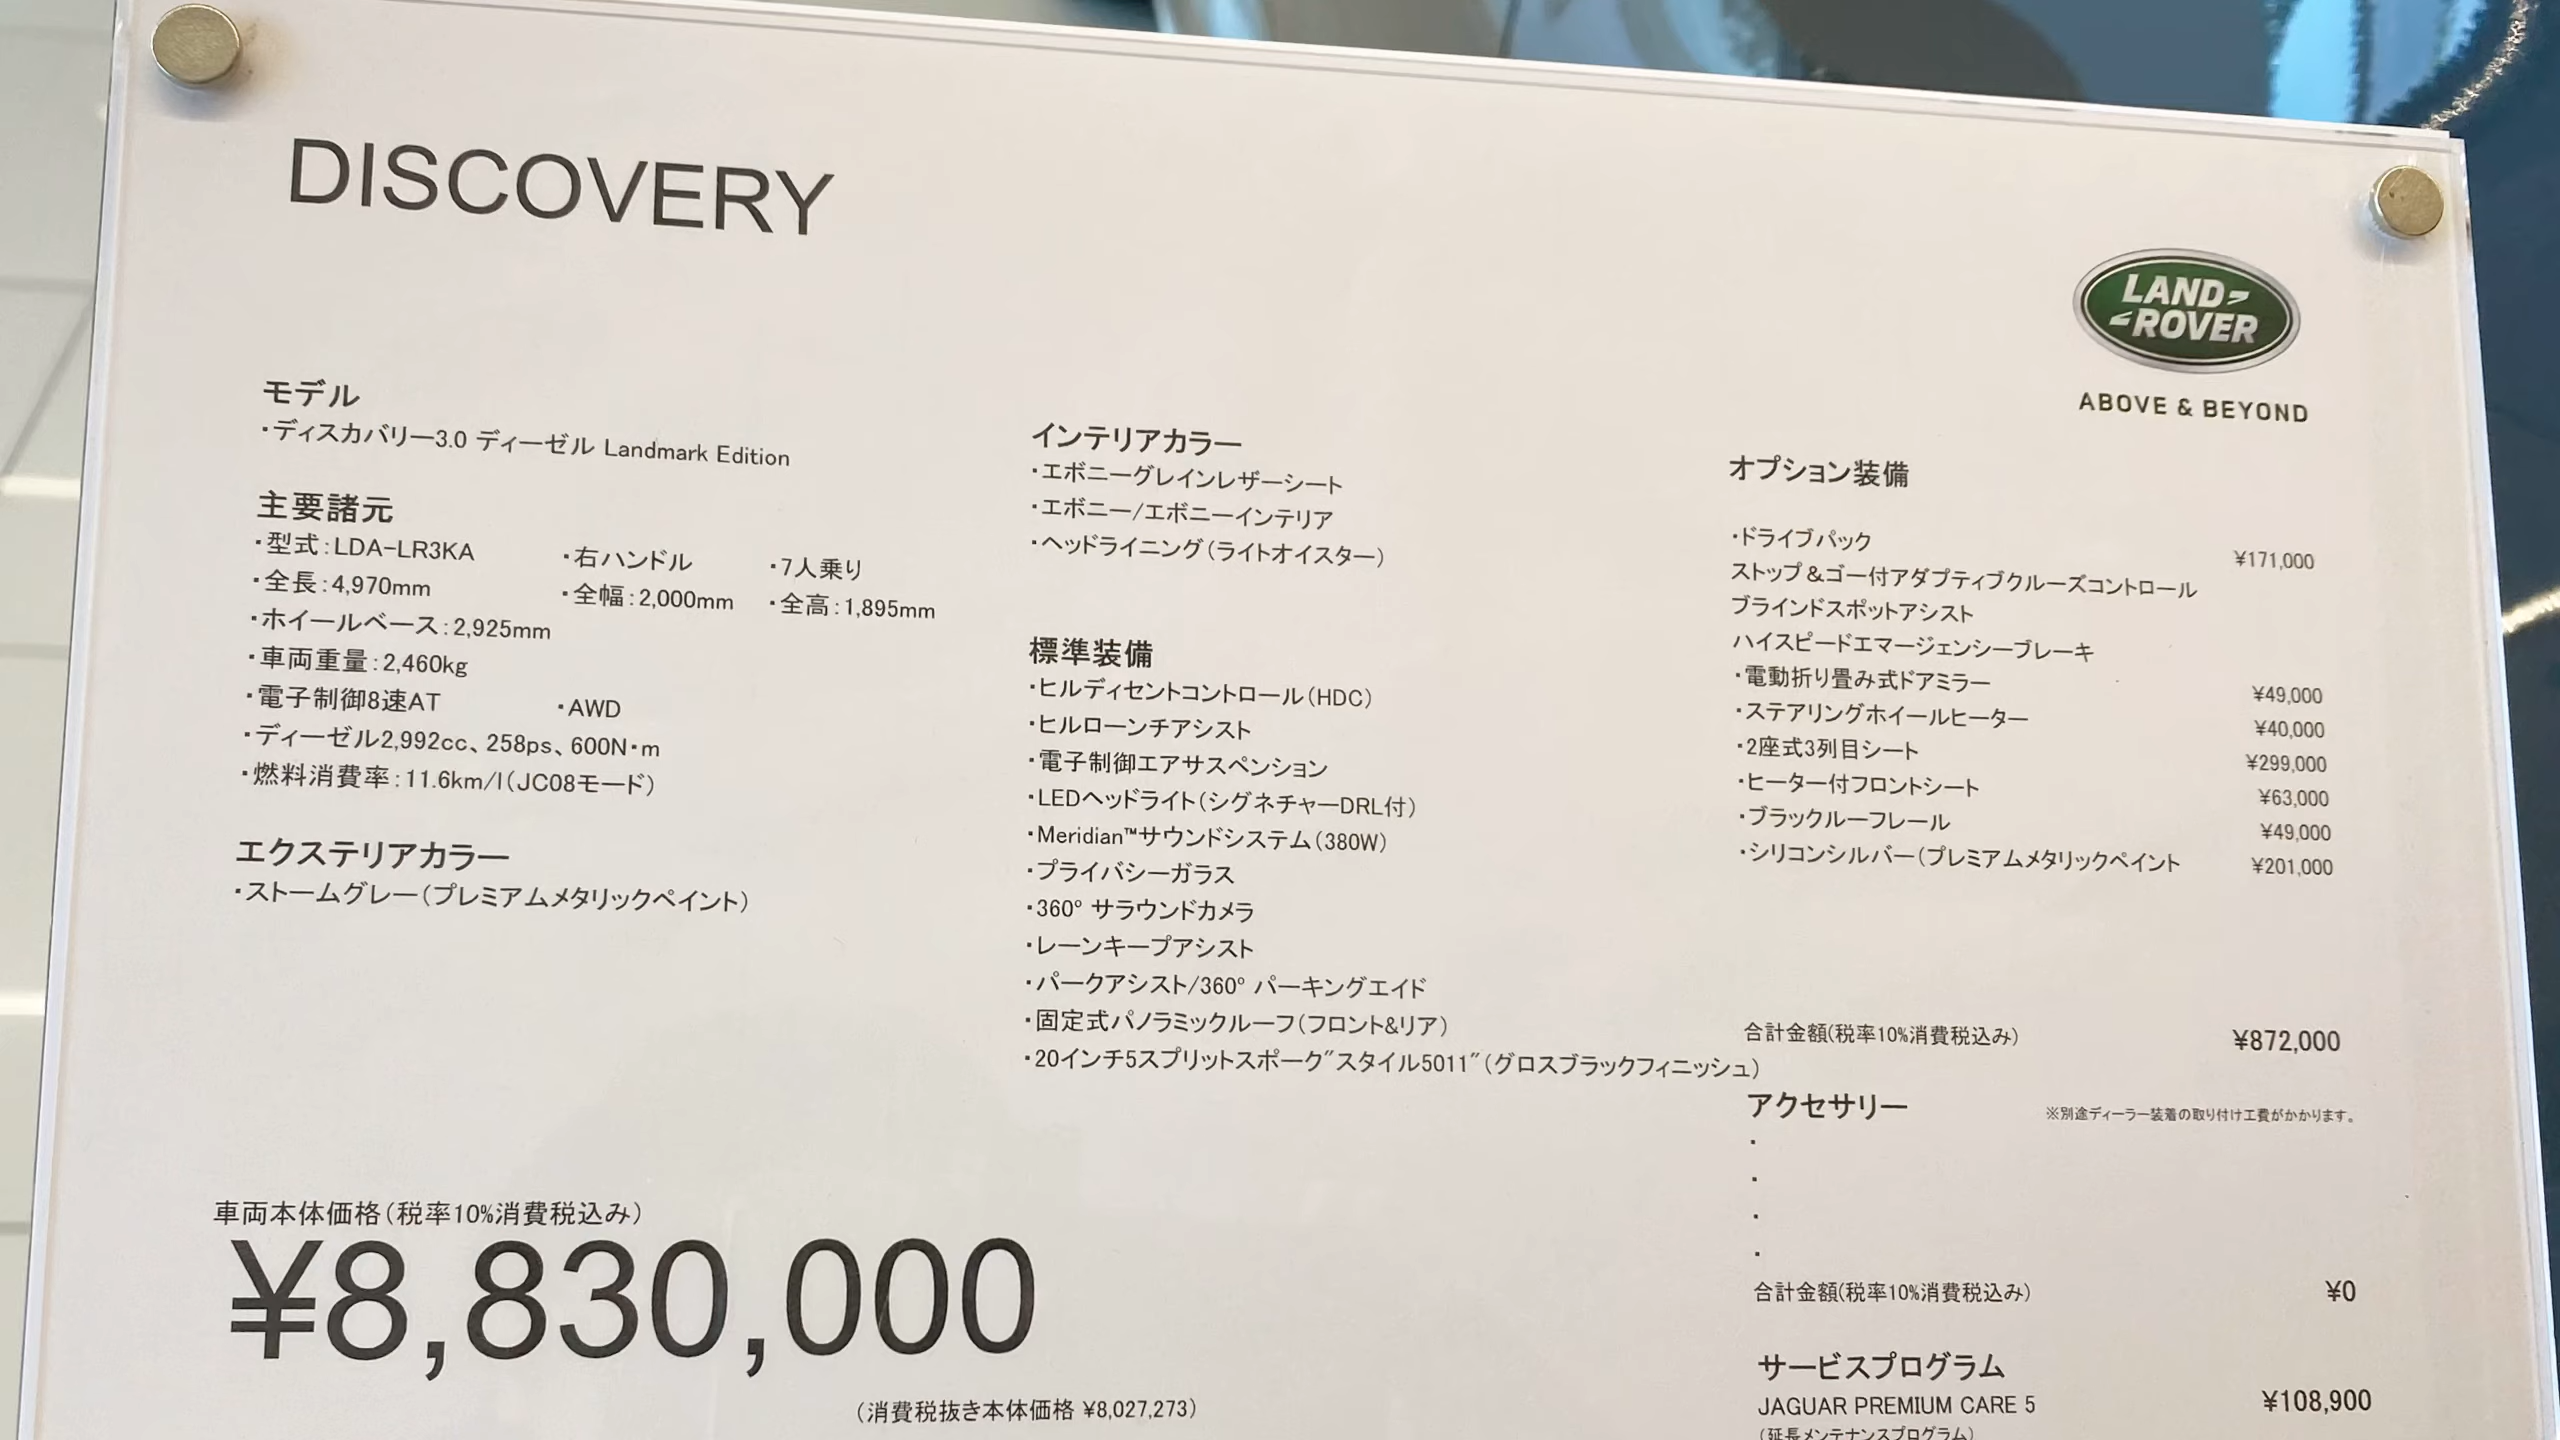 DISCOVERY
LAND
ROVER
ABOVE & BEYOND
モデル
・ディスカバリー3.0 ディーゼル Landmark Edition
主要諸元
・型式：LDA-LR3KA ・右ハンドル ・7人乗り
・全長：4,970mm ・全幅：2,000mm ・全高：1,895mm
・ホイールベース：2,925mm
・車両重量：2,460kg
・電子制御8速AT ・AWD
・ディーゼル2,992cc、258ps、600N・m
・燃料消費率：11.6km/l（JC08モード）
エクステリアカラー
・ストームグレー（プレミアムメタリックペイント）
インテリアカラー
・エボニーグレインレザーシート
・エボニー/エボニーインテリア
・ヘッドライニング（ライトオイスター）
標準装備
・ヒルディセントコントロール（HDC）
・ヒルローンチアシスト
・電子制御エアサスペンション
・LEDヘッドライト（シグネチャーDRL付）
・Meridian™サウンドシステム（380W）
・プライバシーガラス
・360° サラウンドカメラ
・レーンキープアシスト
・パークアシスト/360° パーキングエイド
・固定式パノラミックルーフ（フロント&リア）
・20インチ5スプリットスポーク"スタイル5011"（グロスブラックフィニッシュ）
オプション装備
・ドライブパック ¥171,000
ストップ＆ゴー付アダプティブクルーズコントロール
ブラインドスポットアシスト
ハイスピードエマージェンシーブレーキ
・電動折り畳み式ドアミラー ¥49,000
・ステアリングホイールヒーター ¥40,000
・2座式3列目シート ¥299,000
・ヒーター付フロントシート ¥63,000
・ブラックルーフレール ¥49,000
・シリコンシルバー（プレミアムメタリックペイント ¥201,000
合計金額(税率10%消費税込み) ¥872,000
アクセサリー ※別途ディーラー装着の取り付け工費がかかります。
・
・
・
・
合計金額(税率10%消費税込み) ¥0
サービスプログラム
JAGUAR PREMIUM CARE 5 ¥108,900
（延長メンテナンスプログラム）
車両本体価格（税率10%消費税込み）
¥8,830,000
（消費税抜き本体価格 ¥8,027,273）